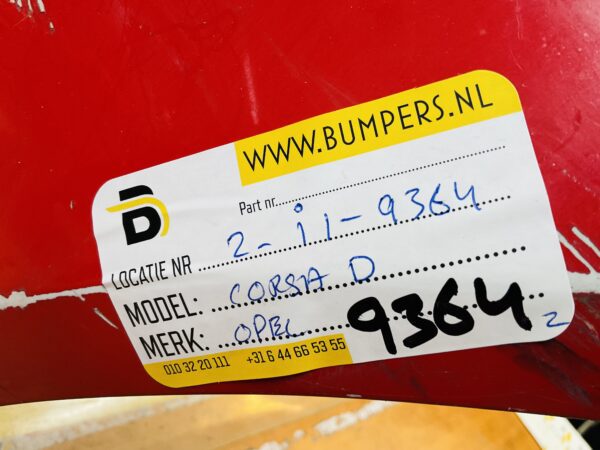 WWW.BUMPERS.NL
Part nr.
LOCATIE NR 2-i1-9364
MODEL: CORSA D
MERK: OPEL
9364
2
010 32 20 111 +31 6 44 66 53 55